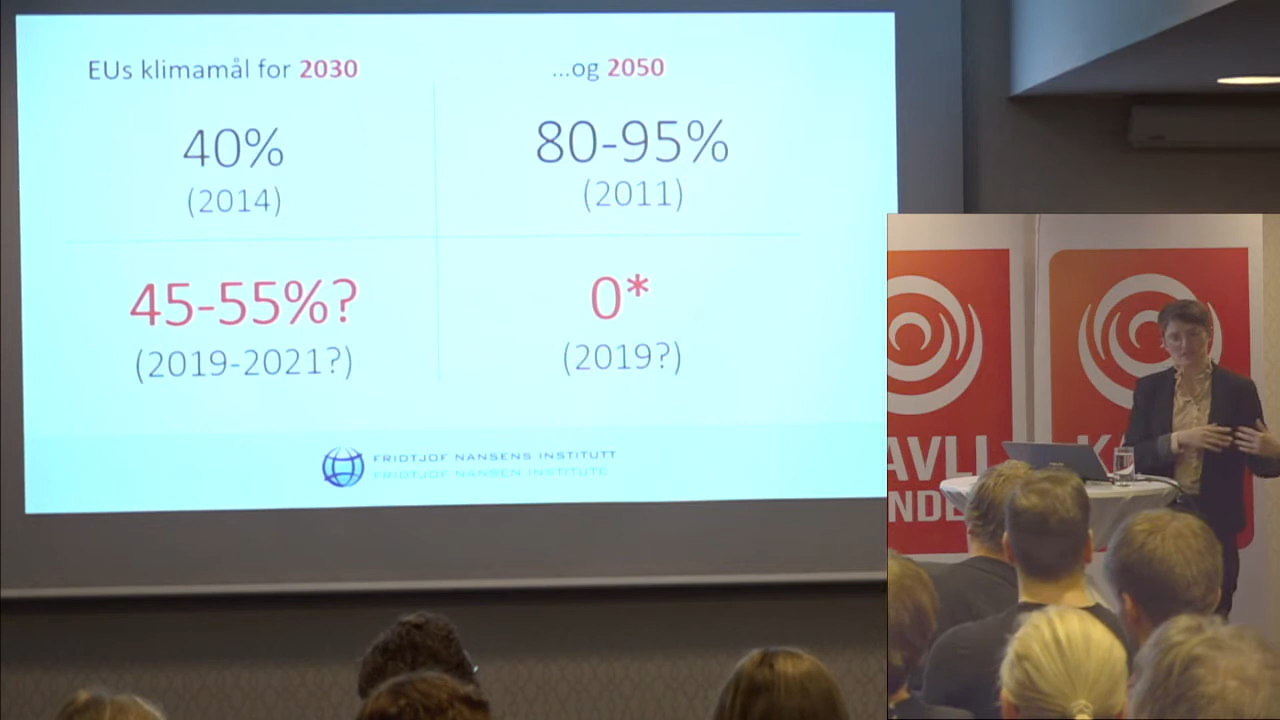 EUs klimamål for 2030
...og 2050
40%
(2014)
80-95%
(2011)
45-55%?
(2019-2021?)
0*
(2019?)
FRIDTJOF NANSENS INSTITUTT
FRIDTJOF NANSEN INSTITUTE
AVLI
K
NDE